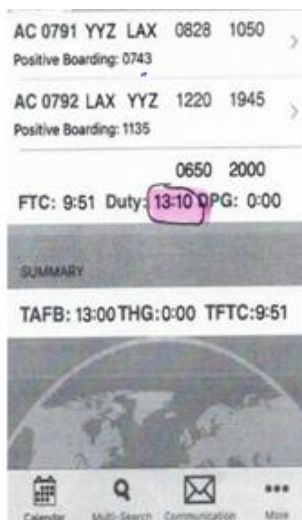 AC 0791 YYZ LAX 0828 1050
Positive Boarding: 0743
AC 0792 LAX YYZ 1220 1945
Positive Boarding: 1135
0650 2000
FTC: 9:51 Duty: 13:10 DPG: 0:00
SUMMARY
TAFB: 13:00 THG:0:00 TFTC:9:51
Calendar Multi-Search Communication More